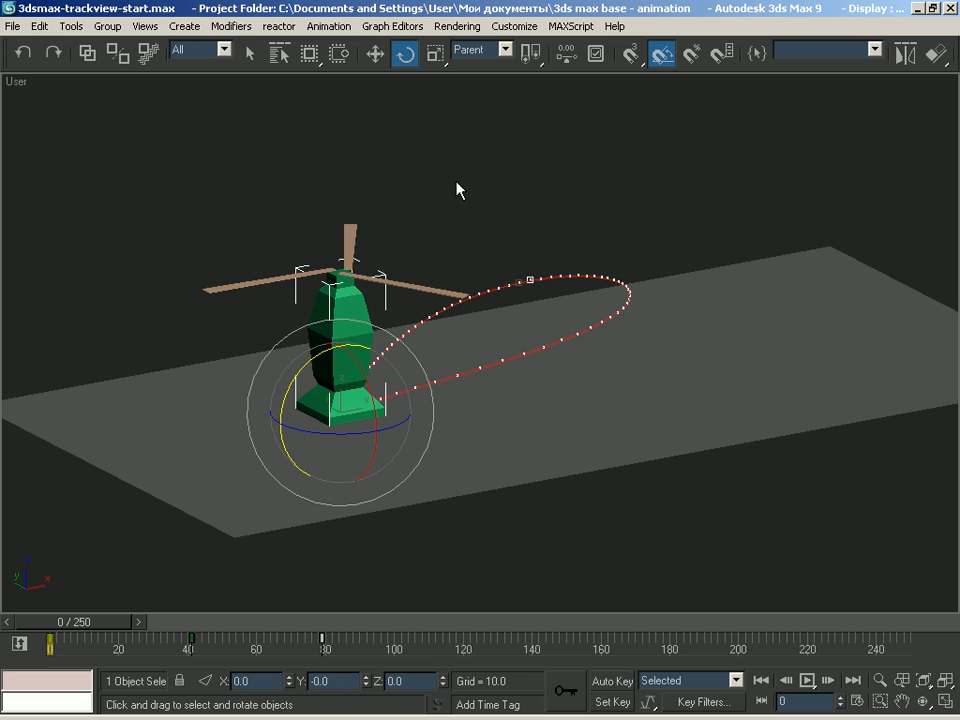 3dsmax-trackview-start.max - Project Folder: C:\Documents and Settings\User\Мои документы\3ds max base - animation - Autodesk 3ds Max 9 - Display : ...
File Edit Tools Group Views Create Modifiers reactor Animation Graph Editors Rendering Customize MAXScript Help
All Parent 0.00 3
User
z
y x
< 0 / 250 >
0 20 40 60 80 100 120 140 160 180 200 220 240
1 Object Sele X: 0.0 Y: -0.0 Z: 0.0 Grid = 10.0 Auto Key Selected
Click and drag to select and rotate objects Add Time Tag Set Key Key Filters... 0